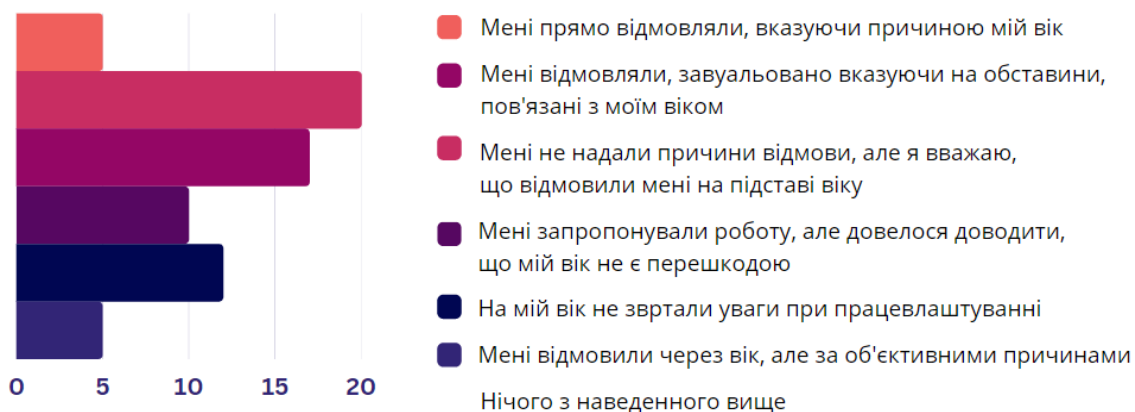 Мені прямо відмовляли, вказуючи причиною мій вік
Мені відмовляли, завуальовано вказуючи на обставини,
пов'язані з моїм віком
Мені не надали причини відмови, але я вважаю,
що відмовили мені на підставі віку
Мені запропонували роботу, але довелося доводити,
що мій вік не є перешкодою
На мій вік не звртали уваги при працевлаштуванні
Мені відмовили через вік, але за об'єктивними причинами
Нічого з наведенного вище
0 5 10 15 20